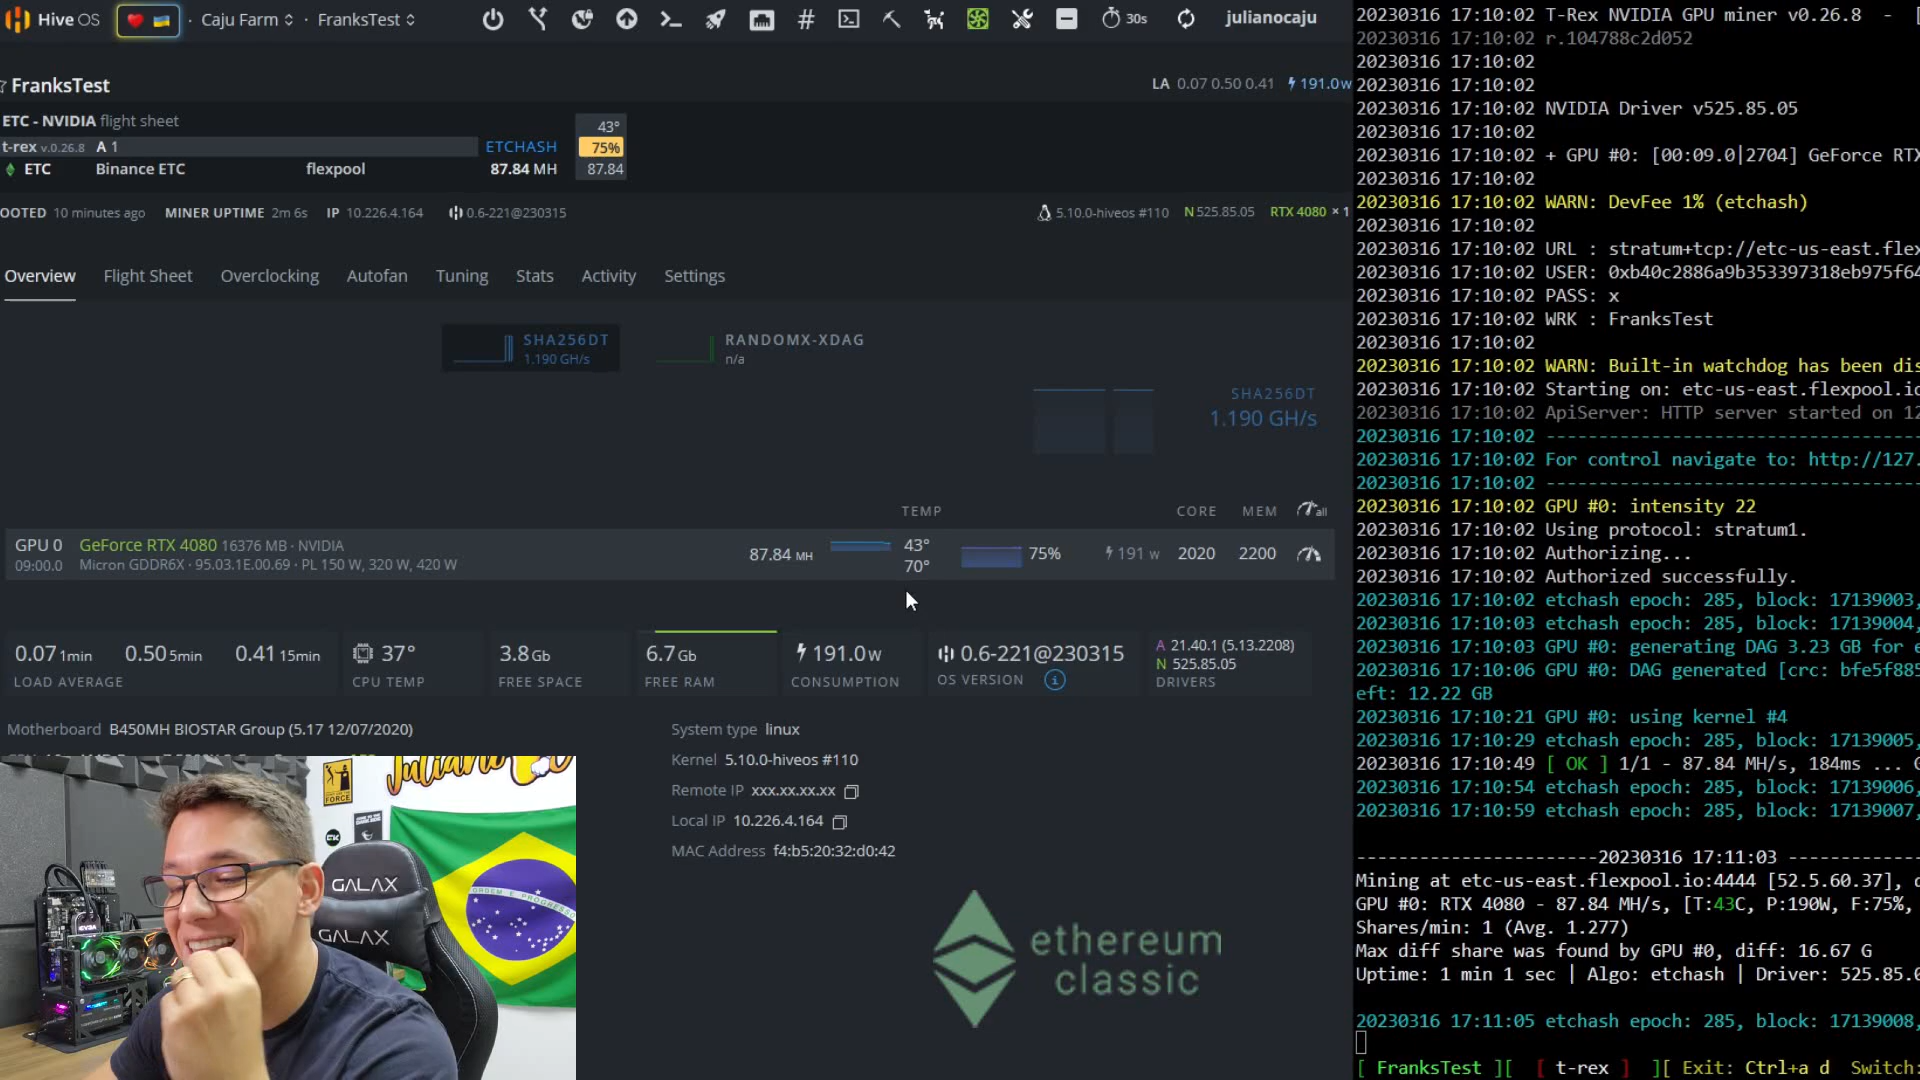 Hive OS · Caju Farm · FranksTest 30s julianocaju
FranksTest
LA 0.07 0.50 0.41 191.0w
ETC - NVIDIA flight sheet
43°
t-rex v.0.26.8 A 1 ETCHASH 75%
ETC Binance ETC flexpool 87.84 MH 87.84
OOTED 10 minutes ago MINER UPTIME 2m 6s IP 10.226.4.164 0.6-221@230315
5.10.0-hiveos #110 N 525.85.05 RTX 4080 × 1
Overview Flight Sheet Overclocking Autofan Tuning Stats Activity Settings
SHA256DT
1.190 GH/s
RANDOMX-XDAG
n/a
SHA256DT
1.190 GH/s
TEMP CORE MEM all
GPU 0 GeForce RTX 4080 16376 MB · NVIDIA
09:00.0 Micron GDDR6X · 95.03.1E.00.69 · PL 150 W, 320 W, 420 W
87.84 MH 43° 70° 75% 191 W 2020 2200
0.07 1min 0.50 5min 0.41 15min
LOAD AVERAGE
37°
CPU TEMP
3.8 Gb
FREE SPACE
6.7 Gb
FREE RAM
191.0 W
CONSUMPTION
0.6-221@230315
OS VERSION
A 21.40.1 (5.13.2208)
N 525.85.05
DRIVERS
Motherboard B450MH BIOSTAR Group (5.17 12/07/2020)
System type linux
Kernel 5.10.0-hiveos #110
Remote IP xxx.xx.xx.xx
Local IP 10.226.4.164
MAC Address f4:b5:20:32:d0:42
ethereum
classic
Juliano
FORCE
GALAX
GALAX
ORDEM E PROGRESSO
EVGA
20230316 17:10:02 T-Rex NVIDIA GPU miner v0.26.8 - [
20230316 17:10:02 r.104788c2d052
20230316 17:10:02
20230316 17:10:02
20230316 17:10:02 NVIDIA Driver v525.85.05
20230316 17:10:02
20230316 17:10:02 + GPU #0: [00:09.0|2704] GeForce RTX
20230316 17:10:02
20230316 17:10:02 WARN: DevFee 1% (etchash)
20230316 17:10:02
20230316 17:10:02 URL : stratum+tcp://etc-us-east.flex
20230316 17:10:02 USER: 0xb40c2886a9b353397318eb975f64
20230316 17:10:02 PASS: x
20230316 17:10:02 WRK : FranksTest
20230316 17:10:02
20230316 17:10:02 WARN: Built-in watchdog has been dis
20230316 17:10:02 Starting on: etc-us-east.flexpool.io
20230316 17:10:02 ApiServer: HTTP server started on 12
20230316 17:10:02 ------------------------------------
20230316 17:10:02 For control navigate to: http://127.
20230316 17:10:02 ------------------------------------
20230316 17:10:02 GPU #0: intensity 22
20230316 17:10:02 Using protocol: stratum1.
20230316 17:10:02 Authorizing...
20230316 17:10:02 Authorized successfully.
20230316 17:10:02 etchash epoch: 285, block: 17139003,
20230316 17:10:03 etchash epoch: 285, block: 17139004,
20230316 17:10:03 GPU #0: generating DAG 3.23 GB for e
20230316 17:10:06 GPU #0: DAG generated [crc: bfe5f885
eft: 12.22 GB
20230316 17:10:21 GPU #0: using kernel #4
20230316 17:10:29 etchash epoch: 285, block: 17139005,
20230316 17:10:49 [ OK ] 1/1 - 87.84 MH/s, 184ms ... G
20230316 17:10:54 etchash epoch: 285, block: 17139006,
20230316 17:10:59 etchash epoch: 285, block: 17139007,
-----------------------20230316 17:11:03 -------------
Mining at etc-us-east.flexpool.io:4444 [52.5.60.37], d
GPU #0: RTX 4080 - 87.84 MH/s, [T:43C, P:190W, F:75%,
Shares/min: 1 (Avg. 1.277)
Max diff share was found by GPU #0, diff: 16.67 G
Uptime: 1 min 1 sec | Algo: etchash | Driver: 525.85.0
20230316 17:11:05 etchash epoch: 285, block: 17139008,
[ FranksTest ][ [ t-rex ] ][ Exit: Ctrl+a d Switch: